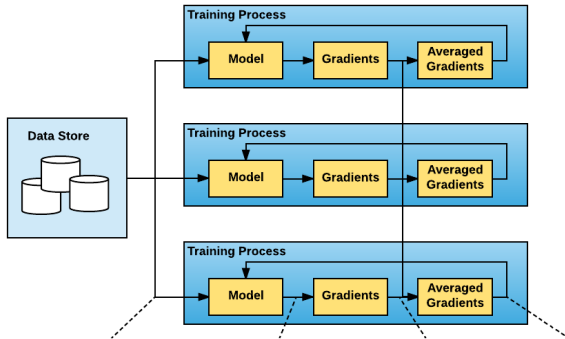 Training Process
Model
Gradients
Averaged
Gradients
Data Store
Training Process
Model
Gradients
Averaged
Gradients
Training Process
Model
Gradients
Averaged
Gradients